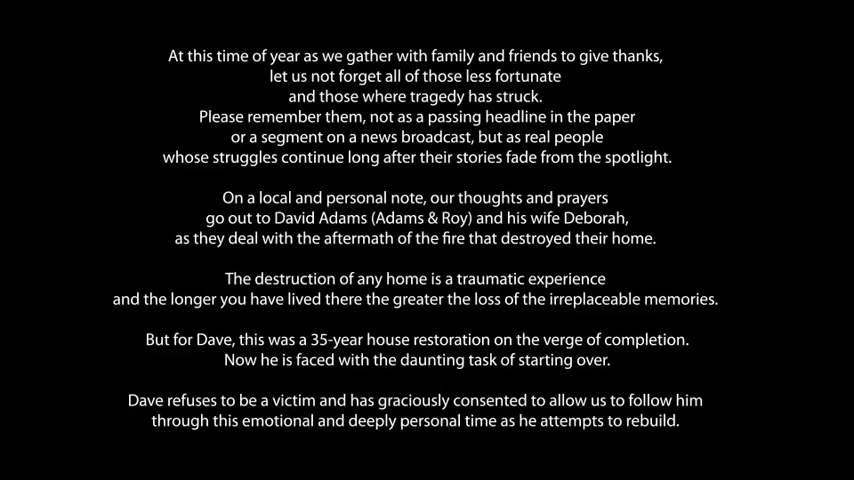 At this time of year as we gather with family and friends to give thanks,
let us not forget all of those less fortunate
and those where tragedy has struck.
Please remember them, not as a passing headline in the paper
or a segment on a news broadcast, but as real people
whose struggles continue long after their stories fade from the spotlight.
On a local and personal note, our thoughts and prayers
go out to David Adams (Adams & Roy) and his wife Deborah,
as they deal with the aftermath of the fire that destroyed their home.
The destruction of any home is a traumatic experience
and the longer you have lived there the greater the loss of the irreplaceable memories.
But for Dave, this was a 35-year house restoration on the verge of completion.
Now he is faced with the daunting task of starting over.
Dave refuses to be a victim and has graciously consented to allow us to follow him
through this emotional and deeply personal time as he attempts to rebuild.